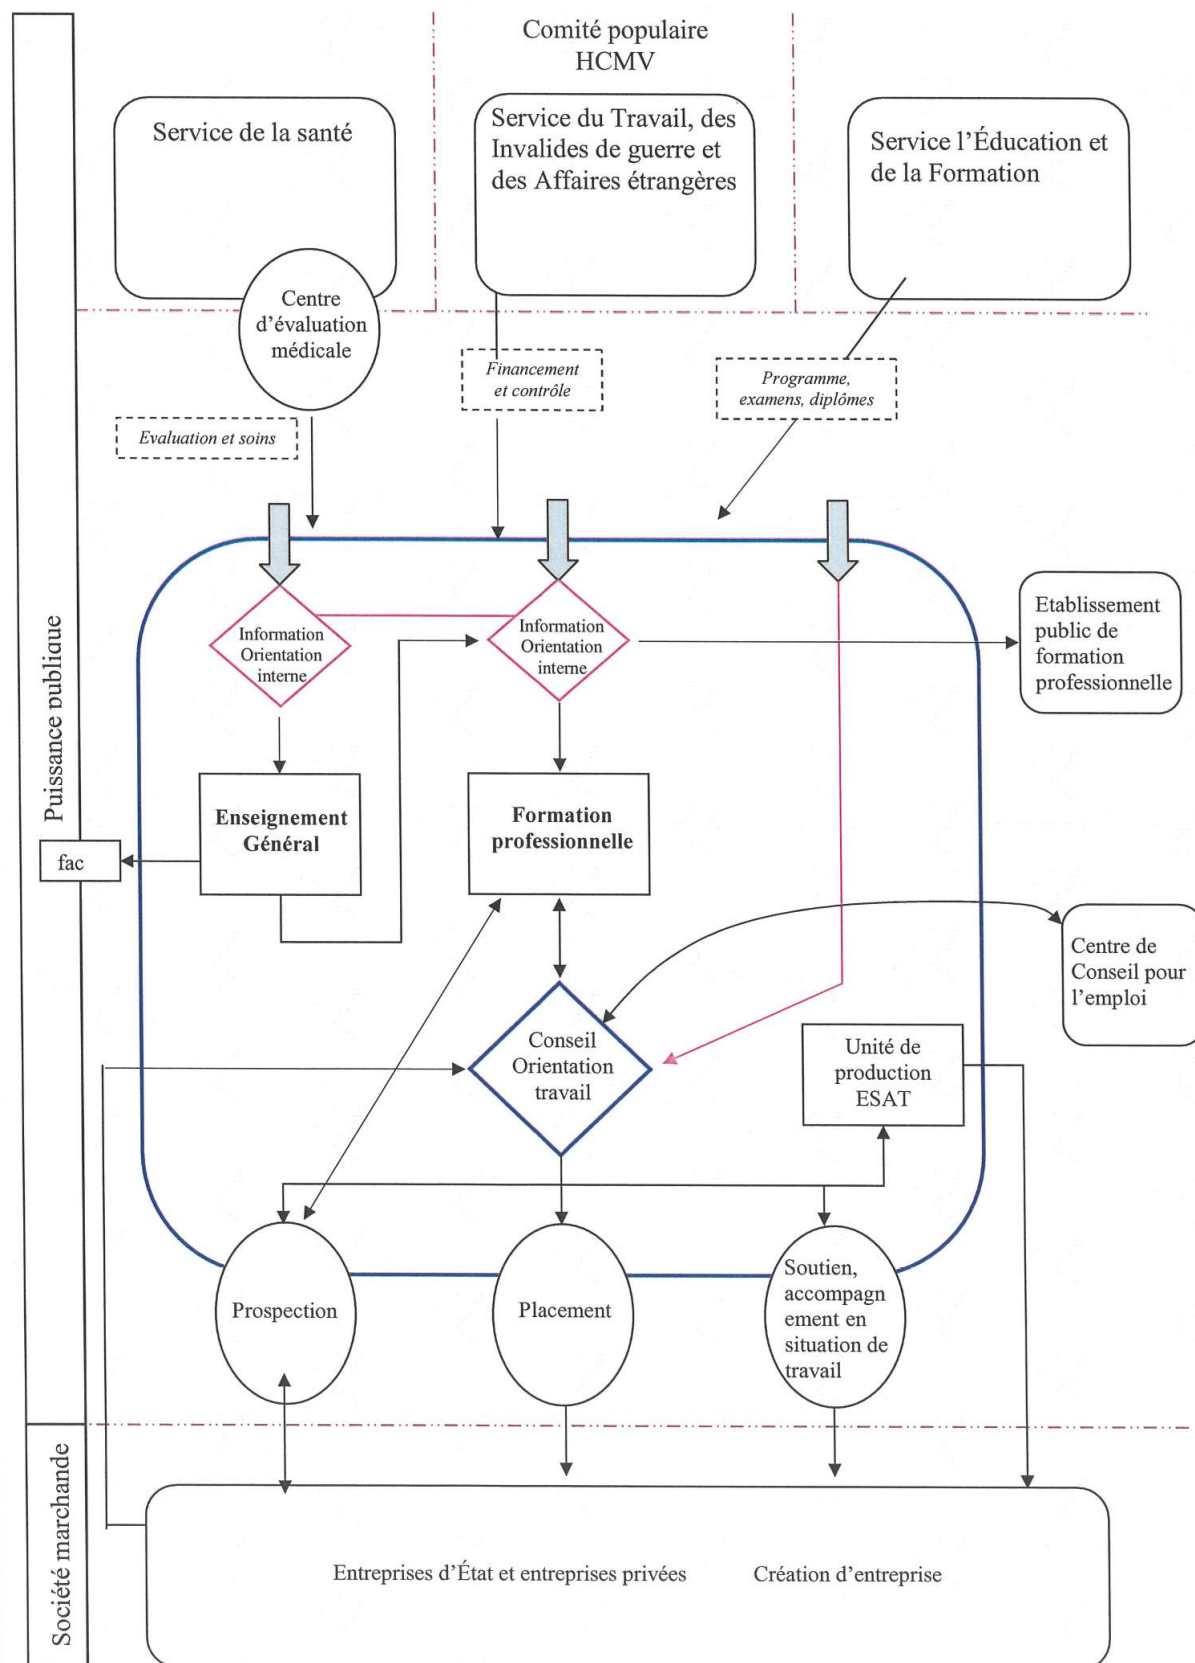 Comité populaire
HCMV
Service de la santé
Service du Travail, des
Invalides de guerre et
des Affaires étrangères
Service l'Éducation et
de la Formation
Centre
d'évaluation
médicale
Financement
et contrôle
Programme,
examens, diplômes
Evaluation et soins
Puissance publique
Information
Orientation
interne
Information
Orientation
interne
Etablissement
public de
formation
professionnelle
Enseignement
Général
Formation
professionnelle
fac
Centre de
Conseil pour
l'emploi
Conseil
Orientation
travail
Unité de
production
ESAT
Prospection
Placement
Soutien,
accompagn
ement en
situation de
travail
Société marchande
Entreprises d'État et entreprises privées
Création d'entreprise